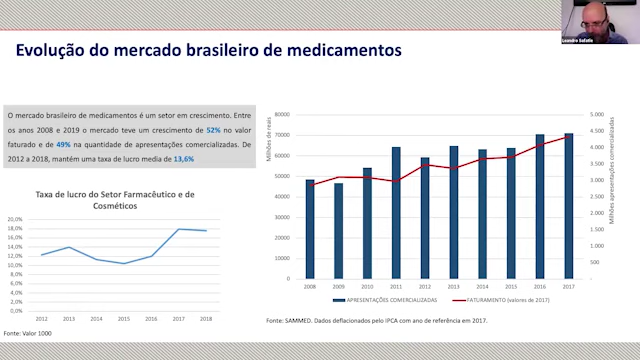 Evolução do mercado brasileiro de medicamentos
Leandro Safatle
O mercado brasileiro de medicamentos é um setor em crescimento. Entre
os anos 2008 e 2019 o mercado teve um crescimento de 52% no valor
faturado e de 49% na quantidade de apresentações comercializadas. De
2012 a 2018, mantém uma taxa de lucro media de 13,6%
Taxa de lucro do Setor Farmacêutico e de
Cosméticos
20,0%
18,0%
16,0%
14,0%
12,0%
10,0%
8,0%
6,0%
4,0%
2,0%
0,0%
2012 2013 2014 2015 2016 2017 2018
Fonte: Valor 1000
Milhões de reais
80000
70000
60000
50000
40000
30000
20000
10000
0
2008 2009 2010 2011 2012 2013 2014 2015 2016 2017
5.000
4.500
4.000
3.500
3.000
2.500
2.000
1.500
1.000
500
-
Milhões apresentações comercializadas
APRESENTAÇÕES COMERCIALIZADAS FATURAMENTO (valores de 2017)
Fonte: SAMMED. Dados deflacionados pelo IPCA com ano de referência em 2017.